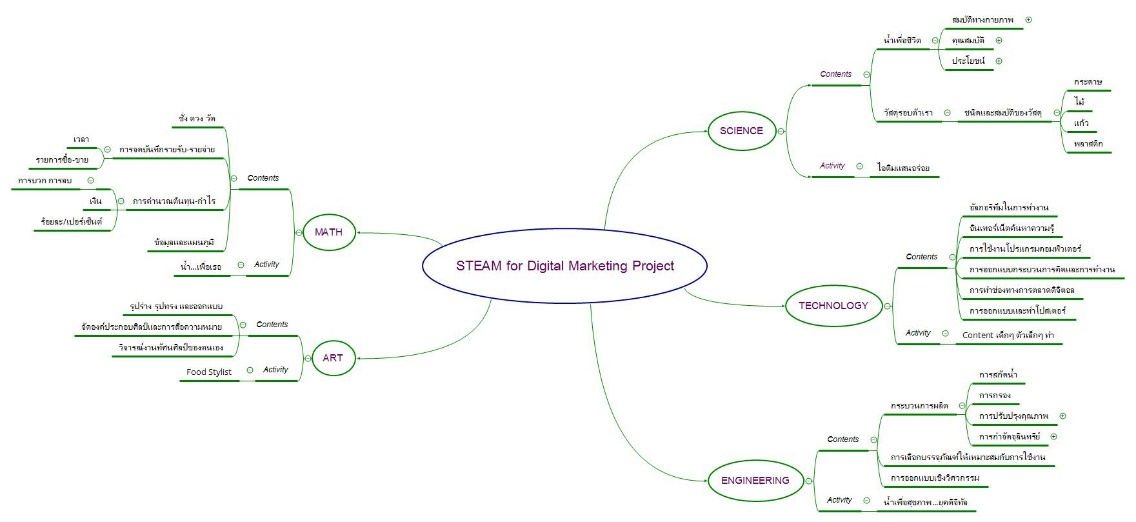 STEAM for Digital Marketing Project
SCIENCE
Contents
น้ำเพื่อชีวิต
สมบัติทางกายภาพ
คุณสมบัติ
ประโยชน์
วัสดุรอบตัวเรา
ชนิดและสมบัติของวัสดุ
กระดาษ
ไม้
แก้ว
พลาสติก
Activity
ไอติมแสนอร่อย
TECHNOLOGY
Contents
อัลกอริทึมในการทำงาน
อินเทอร์เน็ตค้นหาความรู้
การใช้งานโปรแกรมคอมพิวเตอร์
การออกแบบกระบวนการคิดและการทำงาน
การทำช่องทางการตลาดดิจิตอล
การออกแบบและทำโปสเตอร์
Activity
Content เด็กๆ ตัวเล็กๆ ทำ
ENGINEERING
Contents
กระบวนการผลิต
การสกัดน้ำ
การกรอง
การปรับปรุงคุณภาพ
การกำจัดจุลินทรีย์
การเลือกบรรจุภัณฑ์ให้เหมาะสมกับการใช้งาน
การออกแบบเชิงวิศวกรรม
Activity
น้ำเพื่อสุขภาพ...ยุคดิจิทัล
MATH
Contents
ชั่ง ตวง วัด
การจดบันทึกรายรับ-รายจ่าย
เวลา
รายการซื้อ-ขาย
การคำนวณต้นทุน-กำไร
การบวก การลบ
เงิน
ร้อยละ/เปอร์เซ็นต์
ข้อมูลและแผนภูมิ
Activity
น้ำ...เพื่อเธอ
ART
Contents
รูปร่าง รูปทรง และออกแบบ
จัดองค์ประกอบศิลป์และการสื่อความหมาย
วิจารณ์งานทัศนศิลป์ของตนเอง
Activity
Food Stylist